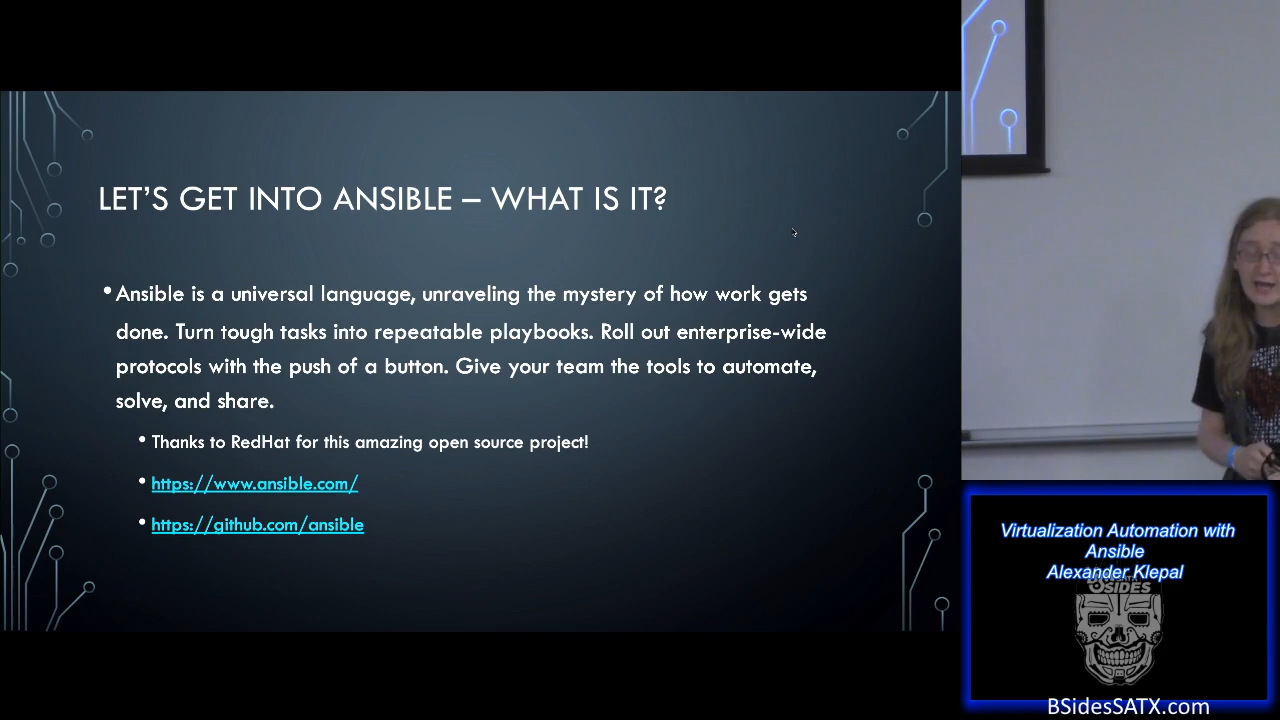 LET'S GET INTO ANSIBLE – WHAT IS IT?
• Ansible is a universal language, unraveling the mystery of how work gets
done. Turn tough tasks into repeatable playbooks. Roll out enterprise-wide
protocols with the push of a button. Give your team the tools to automate,
solve, and share.
• Thanks to RedHat for this amazing open source project!
• https://www.ansible.com/
• https://github.com/ansible
Virtualization Automation with
Ansible
Alexander Klepal
BSIDES
BSidesSATX.com